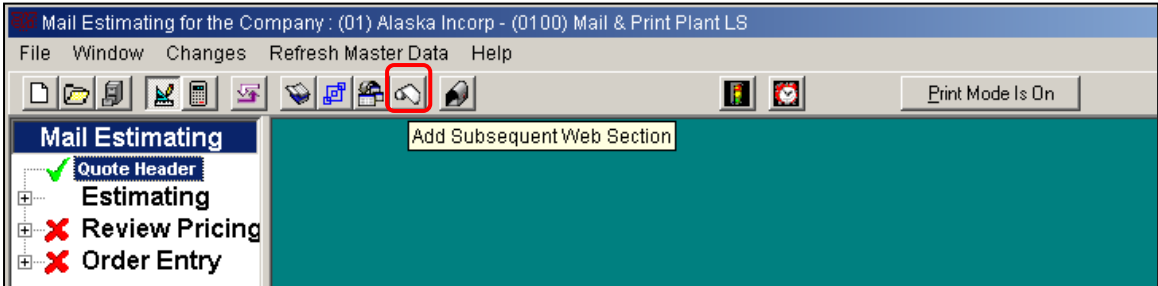 Mail Estimating for the Company : (01) Alaska Incorp - (0100) Mail & Print Plant LS
File Window Changes Refresh Master Data Help
Print Mode Is On
Add Subsequent Web Section
Mail Estimating
Quote Header
Estimating
Review Pricing
Order Entry